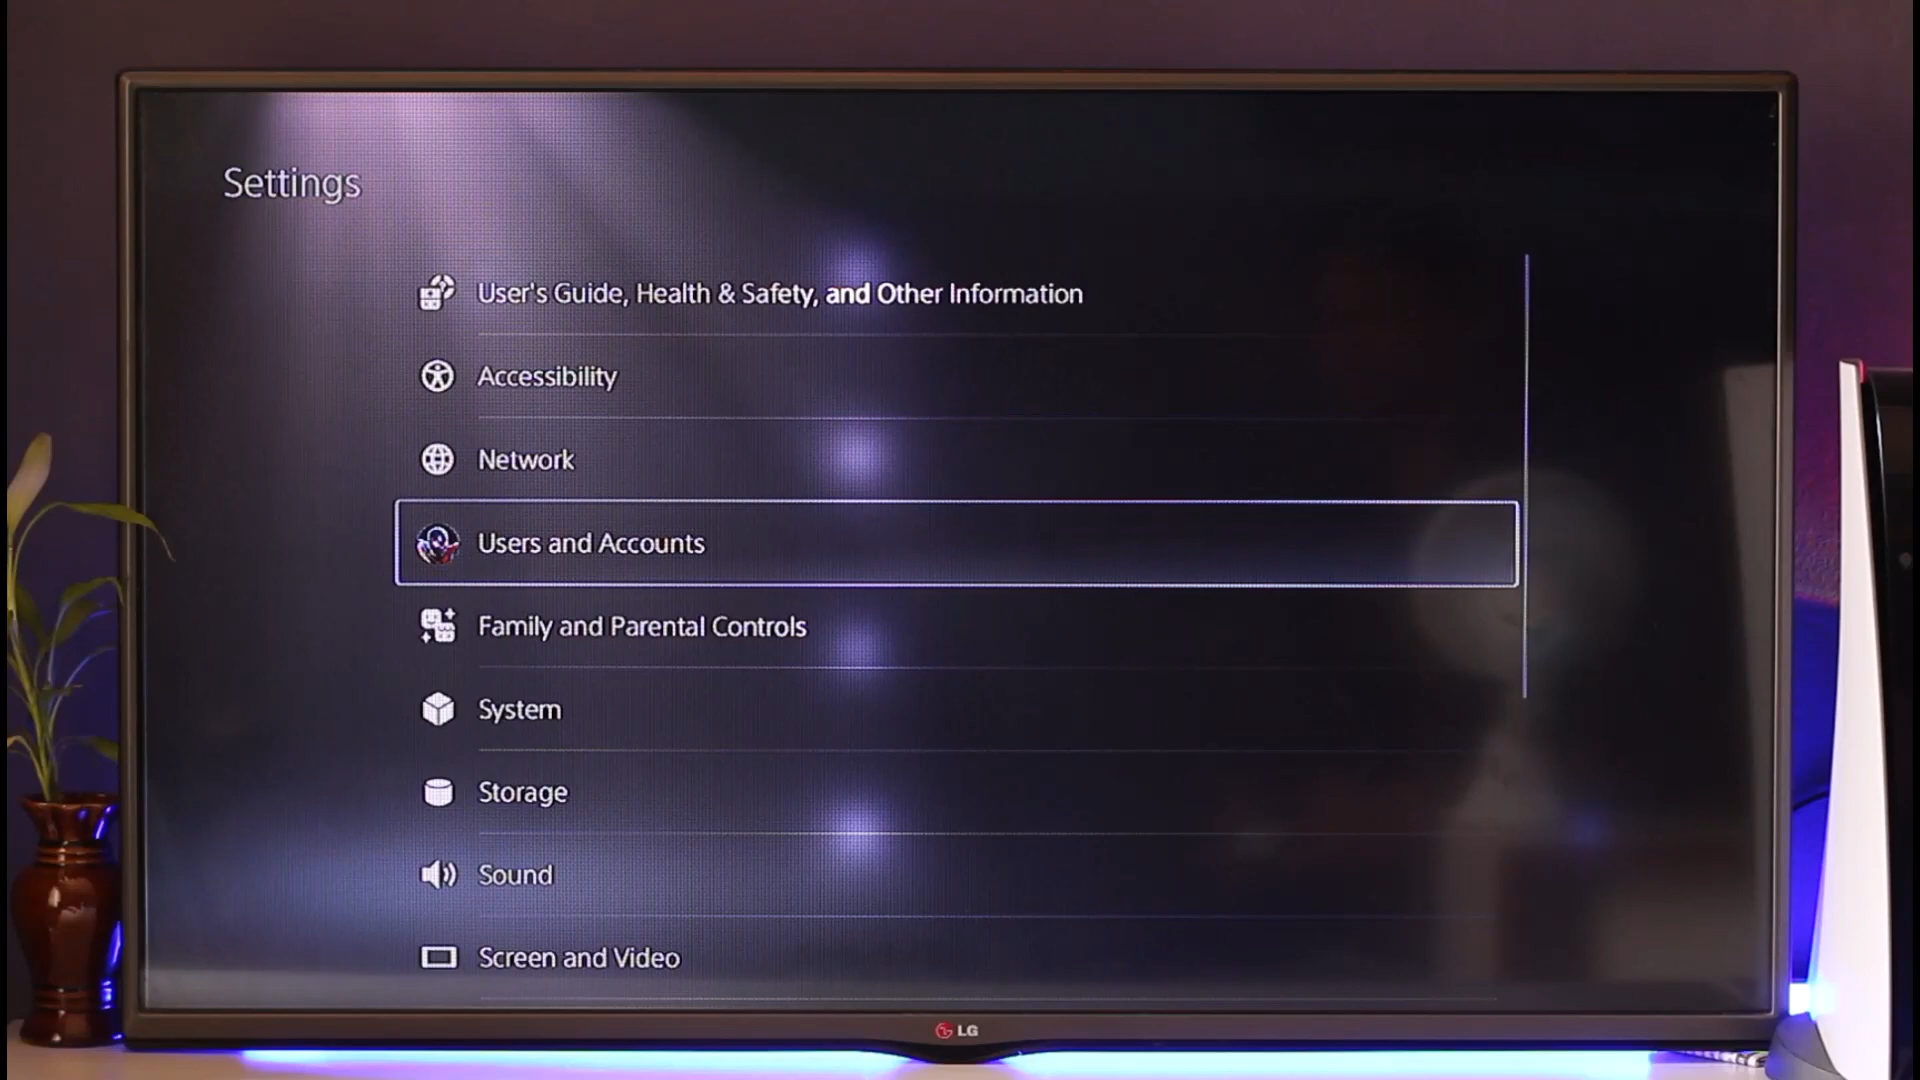 Settings
User's Guide, Health & Safety, and Other Information
Accessibility
Network
Users and Accounts
Family and Parental Controls
System
Storage
Sound
Screen and Video
LG